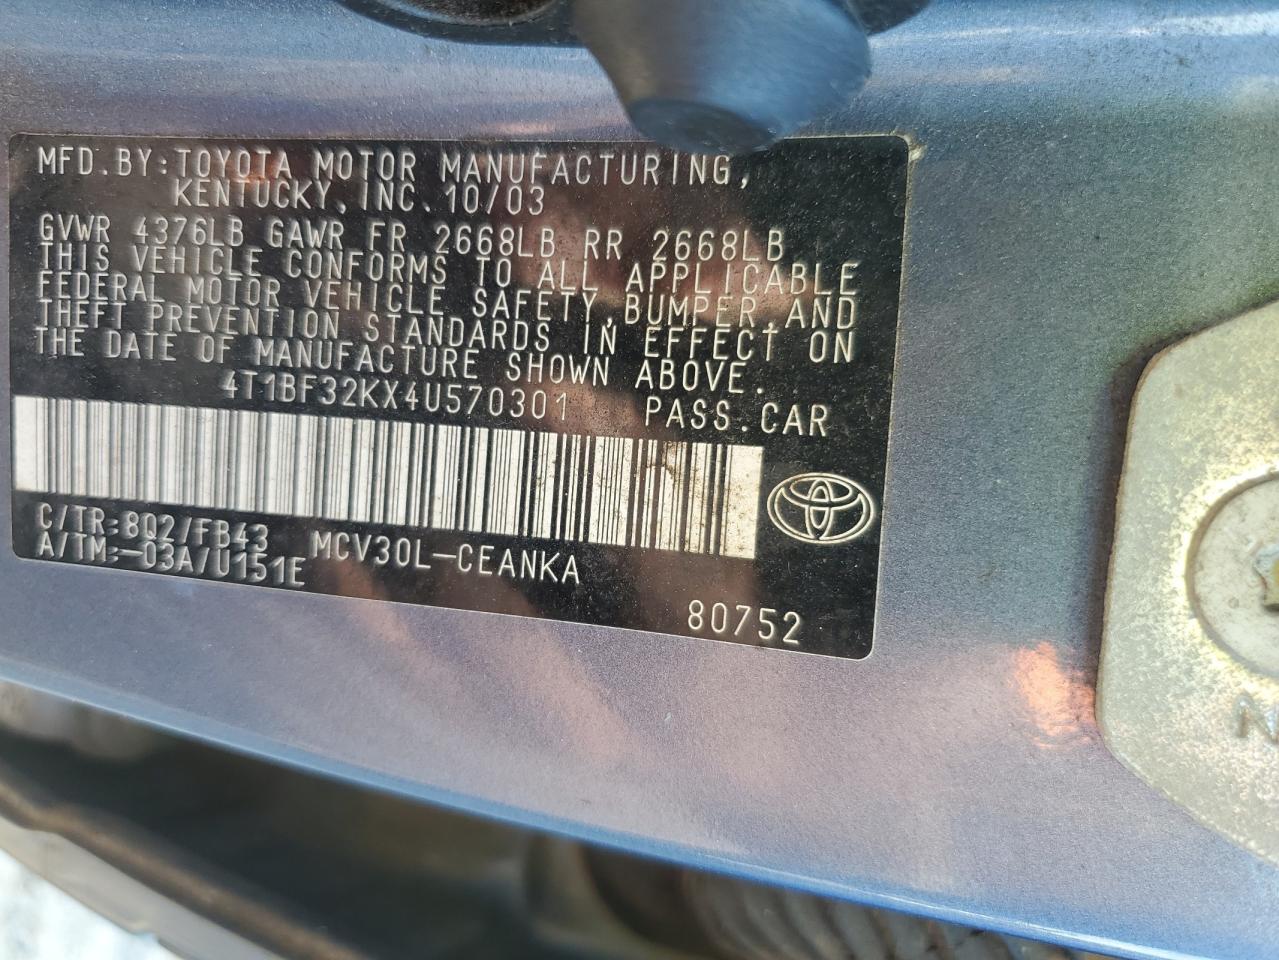 MFD.BY:TOYOTA MOTOR MANUFACTURING,
KENTUCKY,INC.10/03
GVWR 4376LB GAWR FR 2668LB RR 2668LB
THIS VEHICLE CONFORMS TO ALL APPLICABLE
FEDERAL MOTOR VEHICLE SAFETY,BUMPER,AND
THEFT PREVENTION STANDARDS IN EFFECT ON
THE DATE OF MANUFACTURE SHOWN ABOVE.
4T1BF32KX4U570301 PASS.CAR
C/TR:8Q2/FB43 MCV30L-CEANKA
A/TM:-03A/U151E
80752